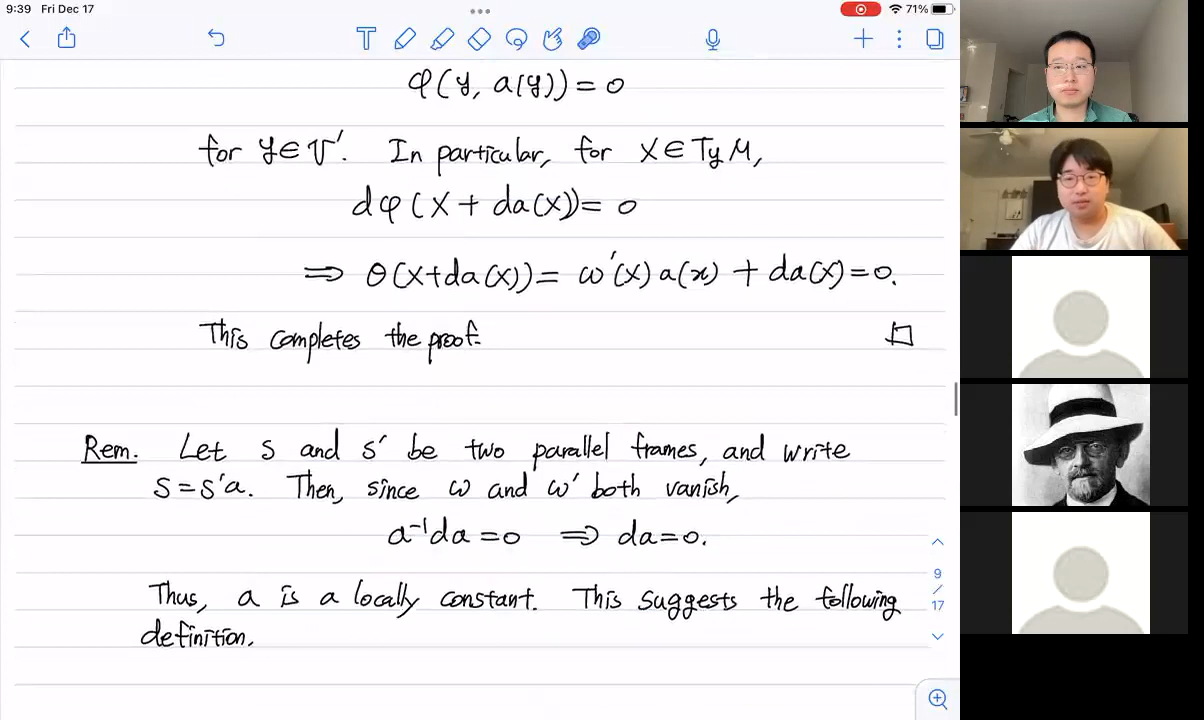 9:39 Fri Dec 17
71%
φ(y, a(y)) = 0
for y ∈ V'. In particular, for X ∈ TyM,
dφ(X + da(X)) = 0
⟹ θ(X+da(X)) = ω'(X) a(x) + da(X) = 0.
This completes the proof. □
Rem. Let s and s' be two parallel frames, and write
s = s'a. Then, since ω and ω' both vanish,
a⁻¹da = 0 ⟹ da = 0.
Thus, a is a locally constant. This suggests the following
definition.
9
/
17